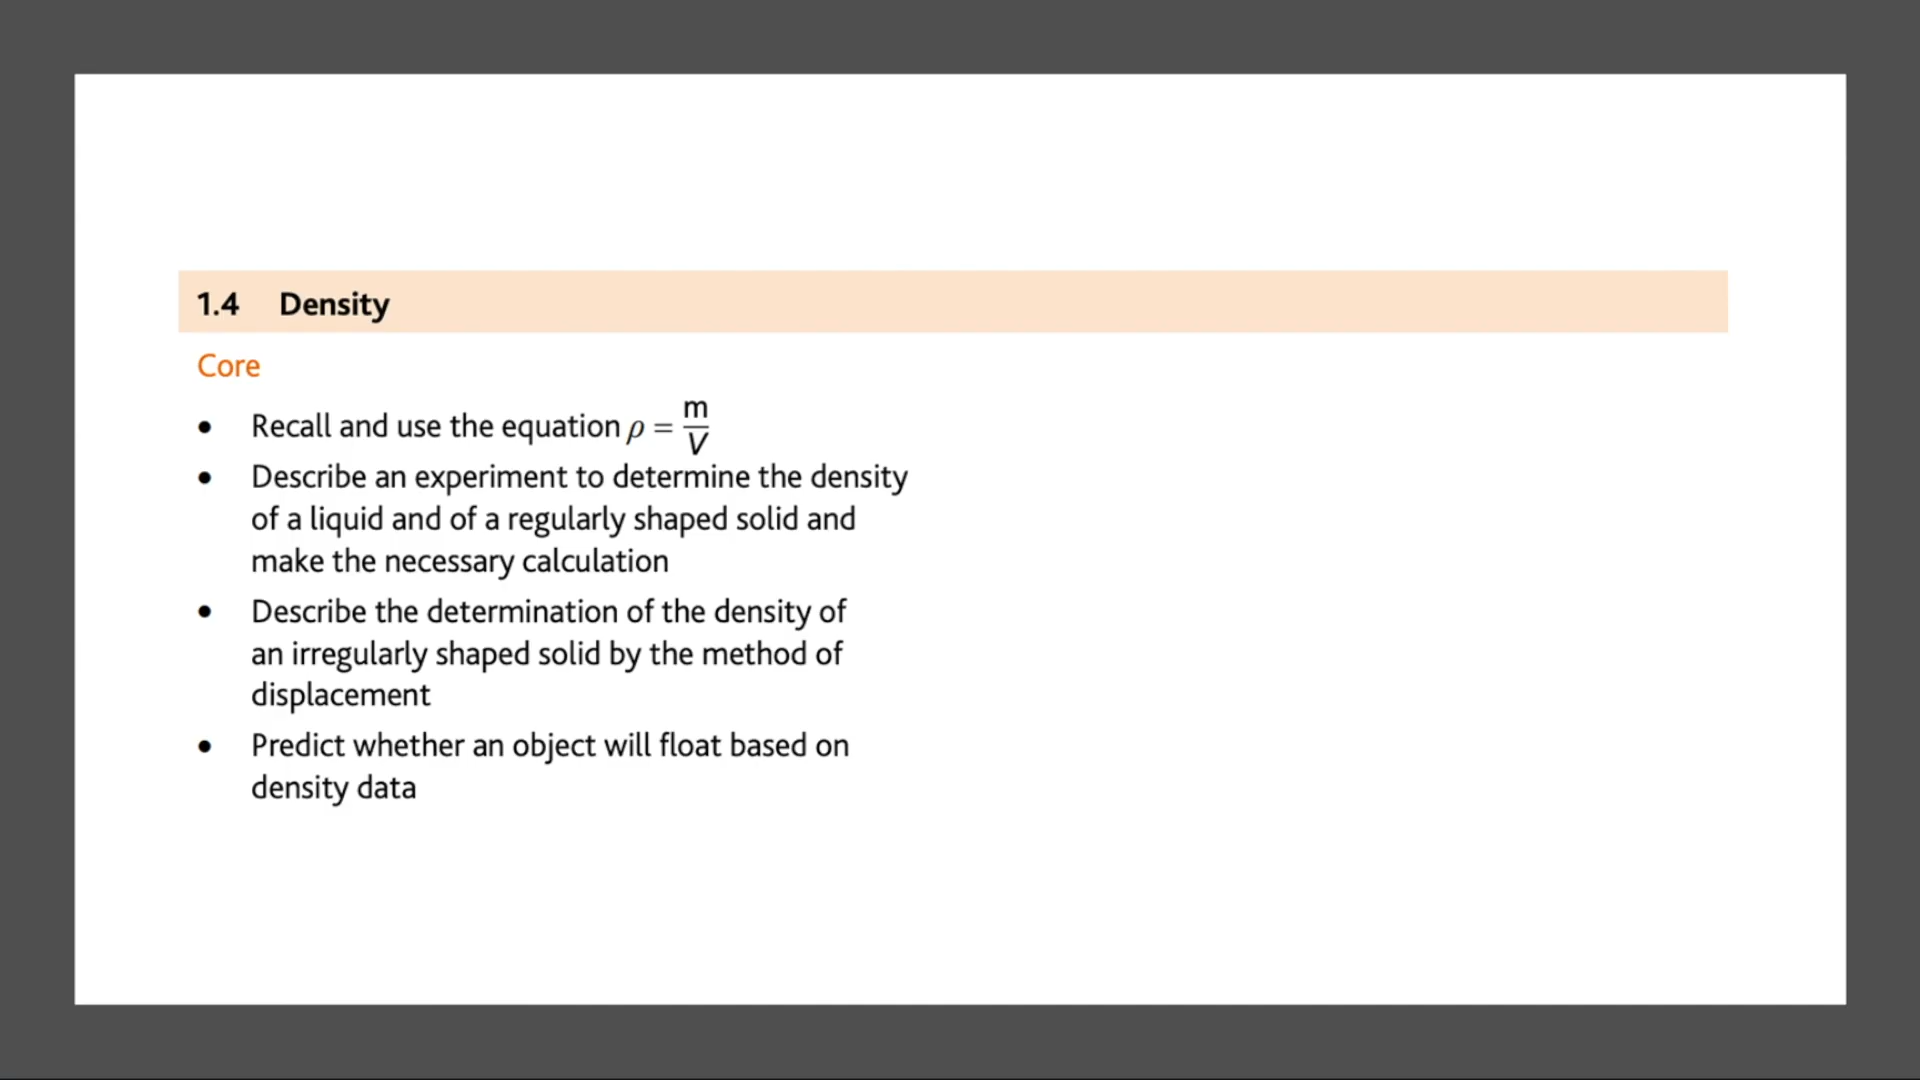 1.4 Density
Core
• Recall and use the equation ρ = m/V
• Describe an experiment to determine the density
of a liquid and of a regularly shaped solid and
make the necessary calculation
• Describe the determination of the density of
an irregularly shaped solid by the method of
displacement
• Predict whether an object will float based on
density data